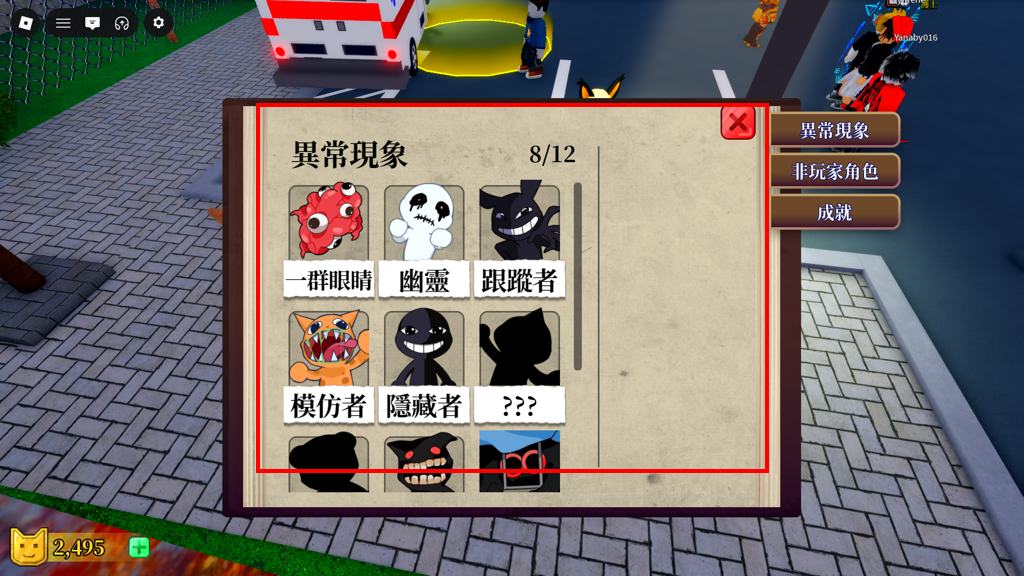 Yanaby016
異常現象
8/12
異常現象
非玩家角色
成就
一群眼睛
幽靈
跟蹤者
模仿者
隱藏者
???
2,495